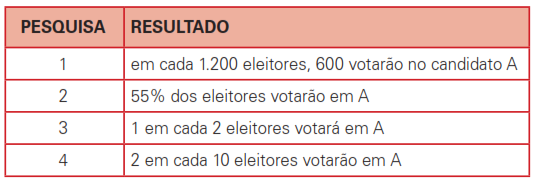 PESQUISA RESULTADO
1 em cada 1.200 eleitores, 600 votarão no candidato A
2 55% dos eleitores votarão em A
3 1 em cada 2 eleitores votará em A
4 2 em cada 10 eleitores votarão em A